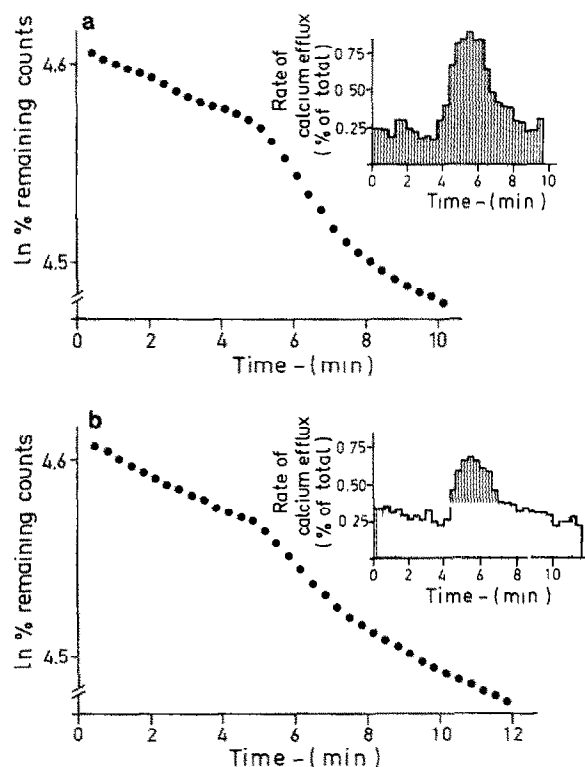 a
ln % remaining counts
4.6
4.5
0 2 4 6 8 10
Time-(min)
Rate of
calcium efflux
(% of total)
0 75
0 50
0.25
0 2 4 6 8 10
Time-(min)
b
ln % remaining counts
4.6
4.5
0 2 4 6 8 10 12
Time-(min)
Rate of
calcium efflux
(% of total)
0 75
0.50
0 25
0 2 4 6 8 10
Time-(min)